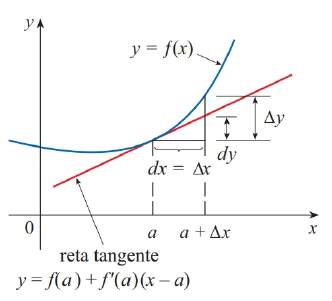 y
y = f(x)
Δy
dy
dx = Δx
0
a
a + Δx
x
reta tangente
y = f(a) + f'(a)(x − a)